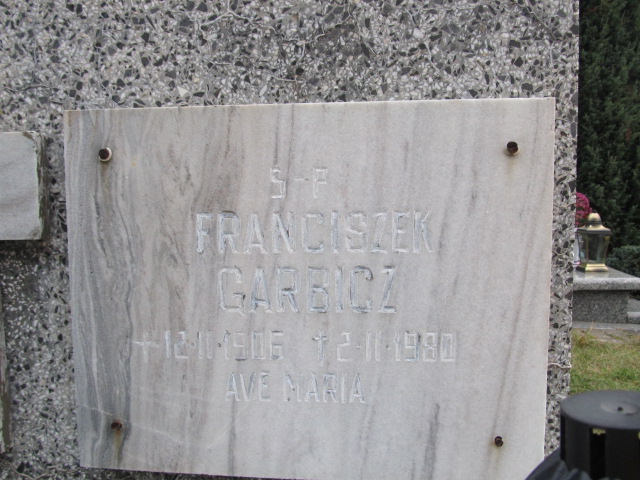 S-P
FRANCISZEK
GARBICZ
+12-11-1906 †2-11-1980
AVE MARIA